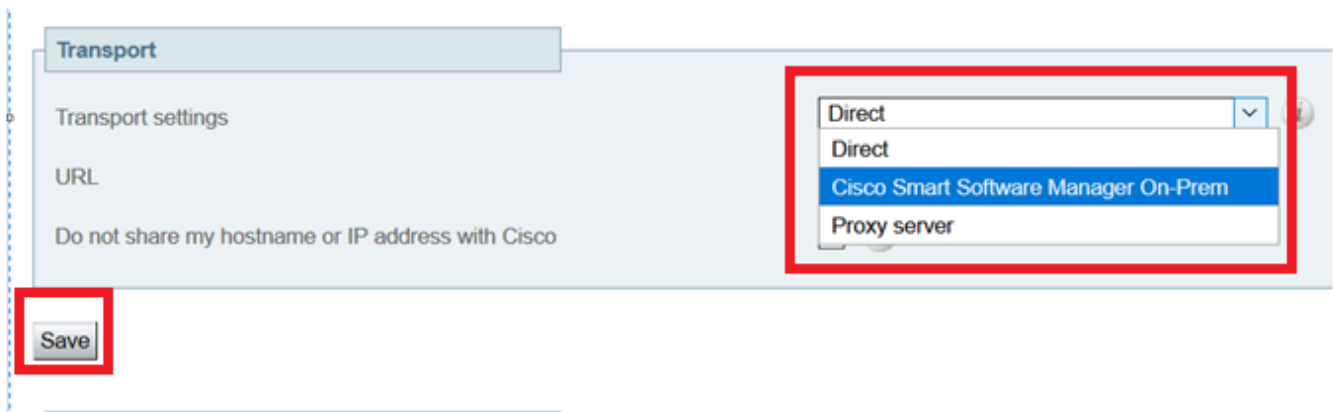 Transport
Transport settings
Direct
Direct
URL
Cisco Smart Software Manager On-Prem
Do not share my hostname or IP address with Cisco
Proxy server
Save